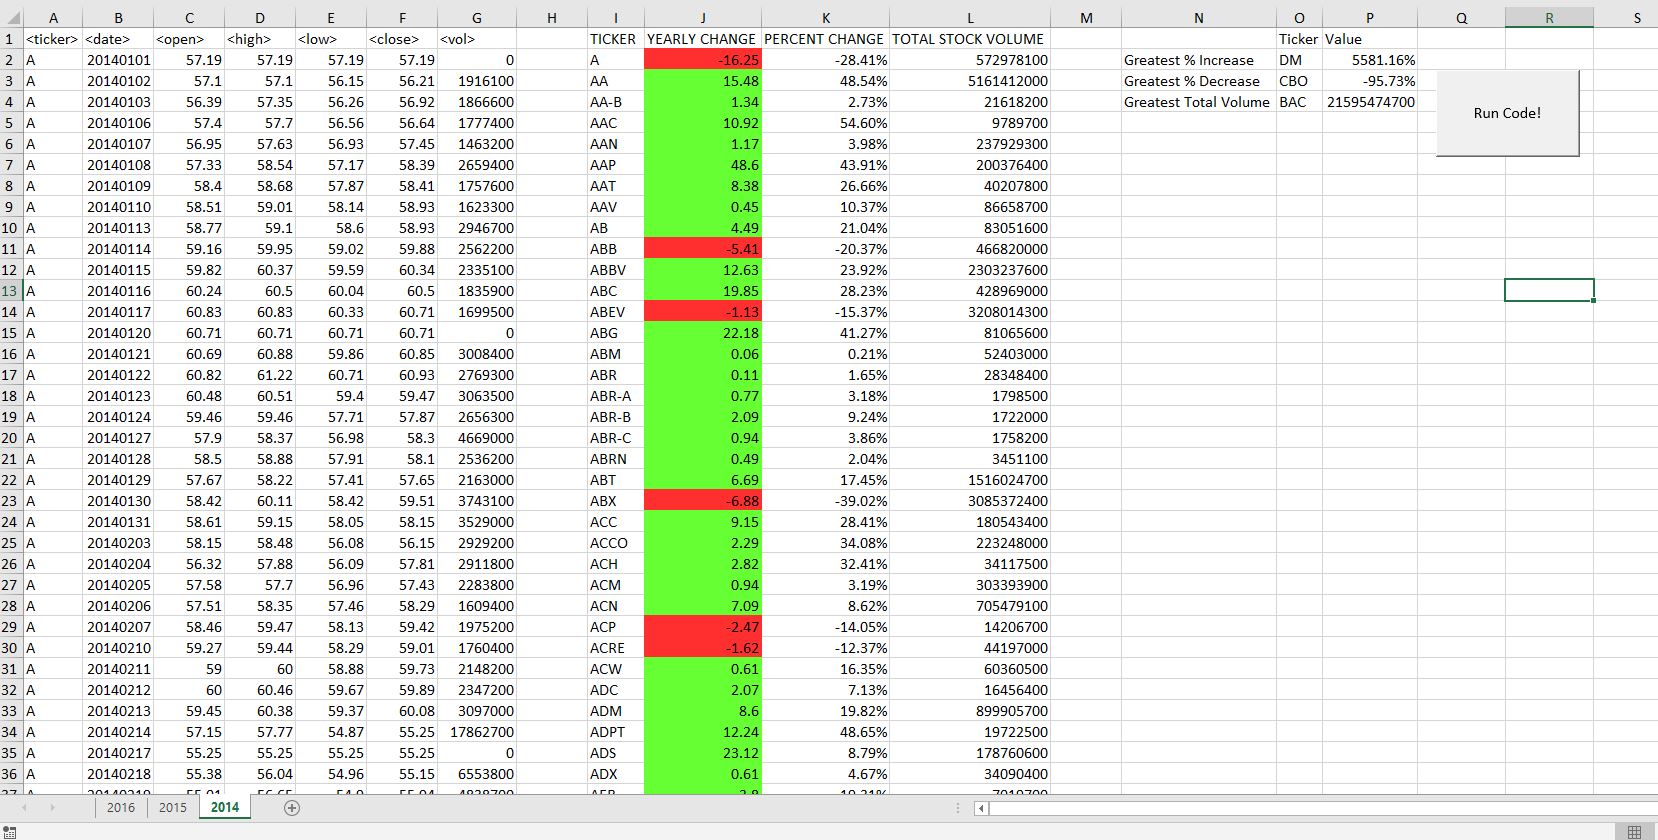 A B C D E F G H I J K L M N O P Q R S
1 <ticker> <date> <open> <high> <low> <close> <vol> TICKER YEARLY CHANGE PERCENT CHANGE TOTAL STOCK VOLUME Ticker Value
2 A 20140101 57.19 57.19 57.19 57.19 0 A -16.25 -28.41% 572978100 Greatest % Increase DM 5581.16%
3 A 20140102 57.1 57.1 56.15 56.21 1916100 AA 15.48 48.54% 5161412000 Greatest % Decrease CBO -95.73%
4 A 20140103 56.39 57.35 56.26 56.92 1866600 AA-B 1.34 2.73% 21618200 Greatest Total Volume BAC 21595474700
Run Code!
5 A 20140106 57.4 57.7 56.56 56.64 1777400 AAC 10.92 54.60% 9789700
6 A 20140107 56.95 57.63 56.93 57.45 1463200 AAN 1.17 3.98% 237929300
7 A 20140108 57.33 58.54 57.17 58.39 2659400 AAP 48.6 43.91% 200376400
8 A 20140109 58.4 58.68 57.87 58.41 1757600 AAT 8.38 26.66% 40207800
9 A 20140110 58.51 59.01 58.14 58.93 1623300 AAV 0.45 10.37% 86658700
10 A 20140113 58.77 59.1 58.6 58.93 2946700 AB 4.49 21.04% 83051600
11 A 20140114 59.16 59.95 59.02 59.88 2562200 ABB -5.41 -20.37% 466820000
12 A 20140115 59.82 60.37 59.59 60.34 2335100 ABBV 12.63 23.92% 2303237600
13 A 20140116 60.24 60.5 60.04 60.5 1835900 ABC 19.85 28.23% 428969000
14 A 20140117 60.83 60.83 60.33 60.71 1699500 ABEV -1.13 -15.37% 3208014300
15 A 20140120 60.71 60.71 60.71 60.71 0 ABG 22.18 41.27% 81065600
16 A 20140121 60.69 60.88 59.86 60.85 3008400 ABM 0.06 0.21% 52403000
17 A 20140122 60.82 61.22 60.71 60.93 2769300 ABR 0.11 1.65% 28348400
18 A 20140123 60.48 60.51 59.4 59.47 3063500 ABR-A 0.77 3.18% 1798500
19 A 20140124 59.46 59.46 57.71 57.87 2656300 ABR-B 2.09 9.24% 1722000
20 A 20140127 57.9 58.37 56.98 58.3 4669000 ABR-C 0.94 3.86% 1758200
21 A 20140128 58.5 58.88 57.91 58.1 2536200 ABRN 0.49 2.04% 3451100
22 A 20140129 57.67 58.22 57.41 57.65 2163000 ABT 6.69 17.45% 1516024700
23 A 20140130 58.42 60.11 58.42 59.51 3743100 ABX -6.88 -39.02% 3085372400
24 A 20140131 58.61 59.15 58.05 58.15 3529000 ACC 9.15 28.41% 180543400
25 A 20140203 58.15 58.48 56.08 56.15 2929200 ACCO 2.29 34.08% 223248000
26 A 20140204 56.32 57.88 56.09 57.81 2911800 ACH 2.82 32.41% 34117500
27 A 20140205 57.58 57.7 56.96 57.43 2283800 ACM 0.94 3.19% 303393900
28 A 20140206 57.51 58.35 57.46 58.29 1609400 ACN 7.09 8.62% 705479100
29 A 20140207 58.46 59.47 58.13 59.42 1975200 ACP -2.47 -14.05% 14206700
30 A 20140210 59.27 59.44 58.29 59.01 1760400 ACRE -1.62 -12.37% 44197000
31 A 20140211 59 60 58.88 59.73 2148200 ACW 0.61 16.35% 60360500
32 A 20140212 60 60.46 59.67 59.89 2347200 ADC 2.07 7.13% 16456400
33 A 20140213 59.45 60.38 59.37 60.08 3097000 ADM 8.6 19.82% 899905700
34 A 20140214 57.15 57.77 54.87 55.25 17862700 ADPT 12.24 48.65% 19722500
35 A 20140217 55.25 55.25 55.25 55.25 0 ADS 23.12 8.79% 178760600
36 A 20140218 55.38 56.04 54.96 55.15 6553800 ADX 0.61 4.67% 34090400
2016 2015 2014